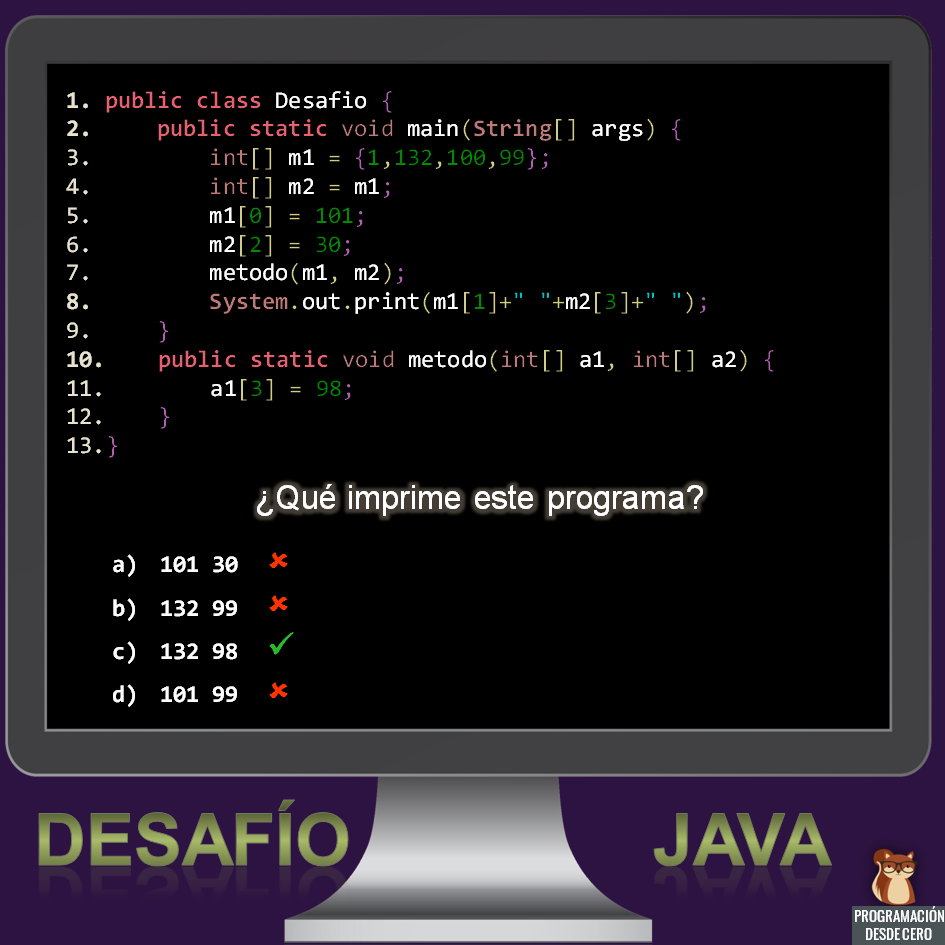 1. public class Desafio {
2. public static void main(String[] args) {
3. int[] m1 = {1,132,100,99};
4. int[] m2 = m1;
5. m1[0] = 101;
6. m2[2] = 30;
7. metodo(m1, m2);
8. System.out.print(m1[1]+" "+m2[3]+" ");
9. }
10. public static void metodo(int[] a1, int[] a2) {
11. a1[3] = 98;
12. }
13. }
¿Qué imprime este programa?
a) 101 30 ✘
b) 132 99 ✘
c) 132 98 ✓
d) 101 99 ✘
DESAFÍO JAVA
PROGRAMACIÓN
DESDE CERO